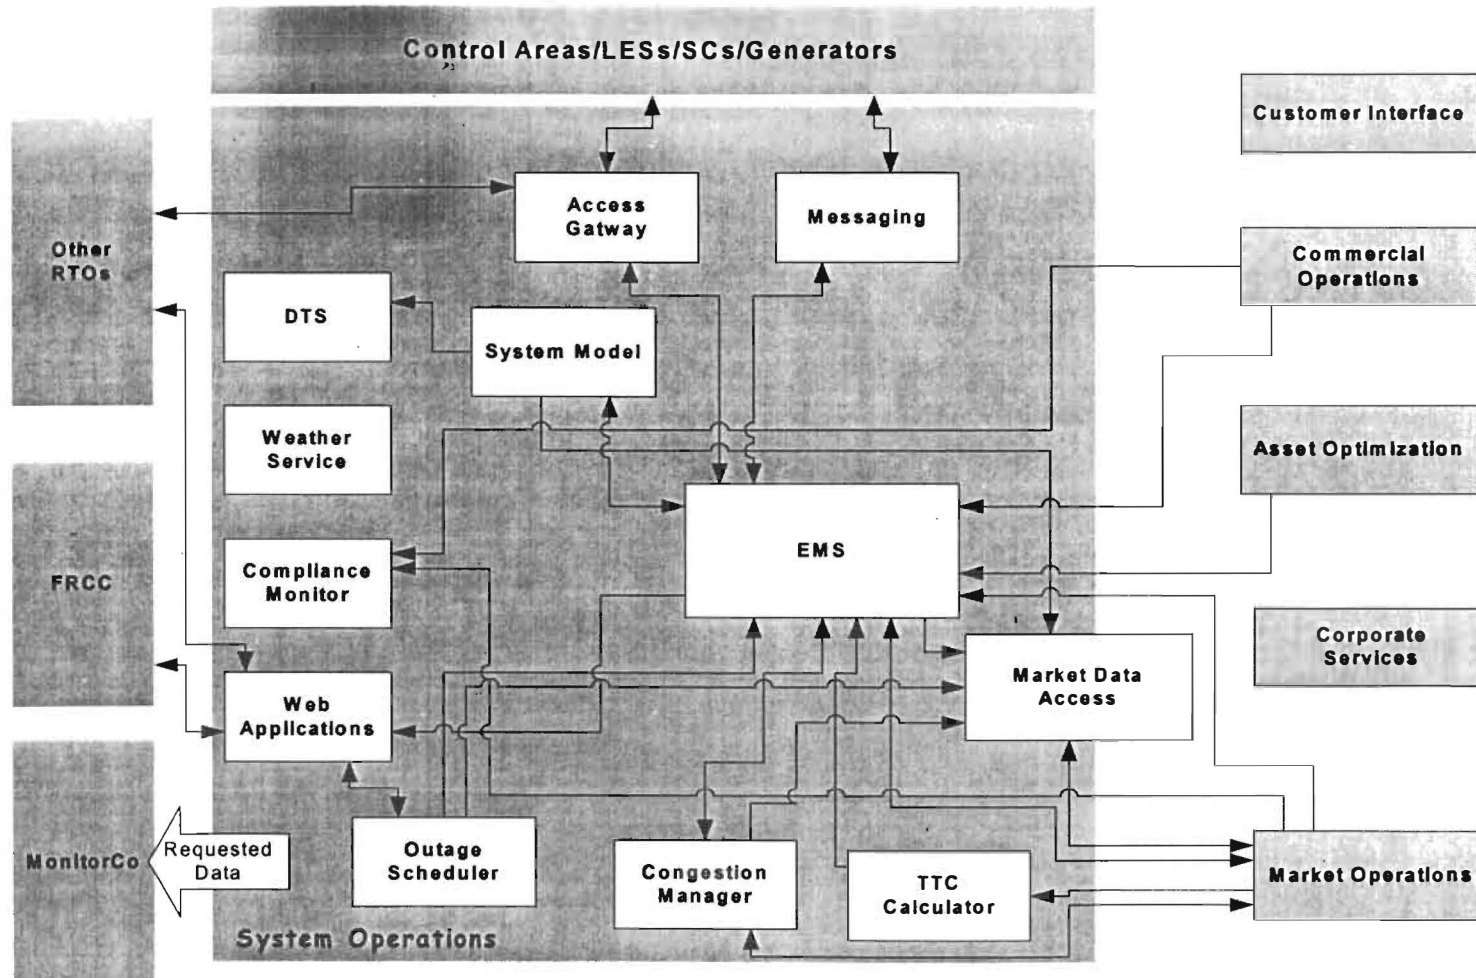 Control Areas/LESs/SCs/Generators
Customer Interface
Access
Gatway
Messaging
Other
RTOs
Commercial
Operations
DTS
System Model
Weather
Service
Asset Optimization
EMS
FRCC
Compliance
Monitor
Corporate
Services
Market Data
Access
Web
Applications
MonitorCo
Requested
Data
Outage
Scheduler
Congestion
Manager
TTC
Calculator
Market Operations
System Operations